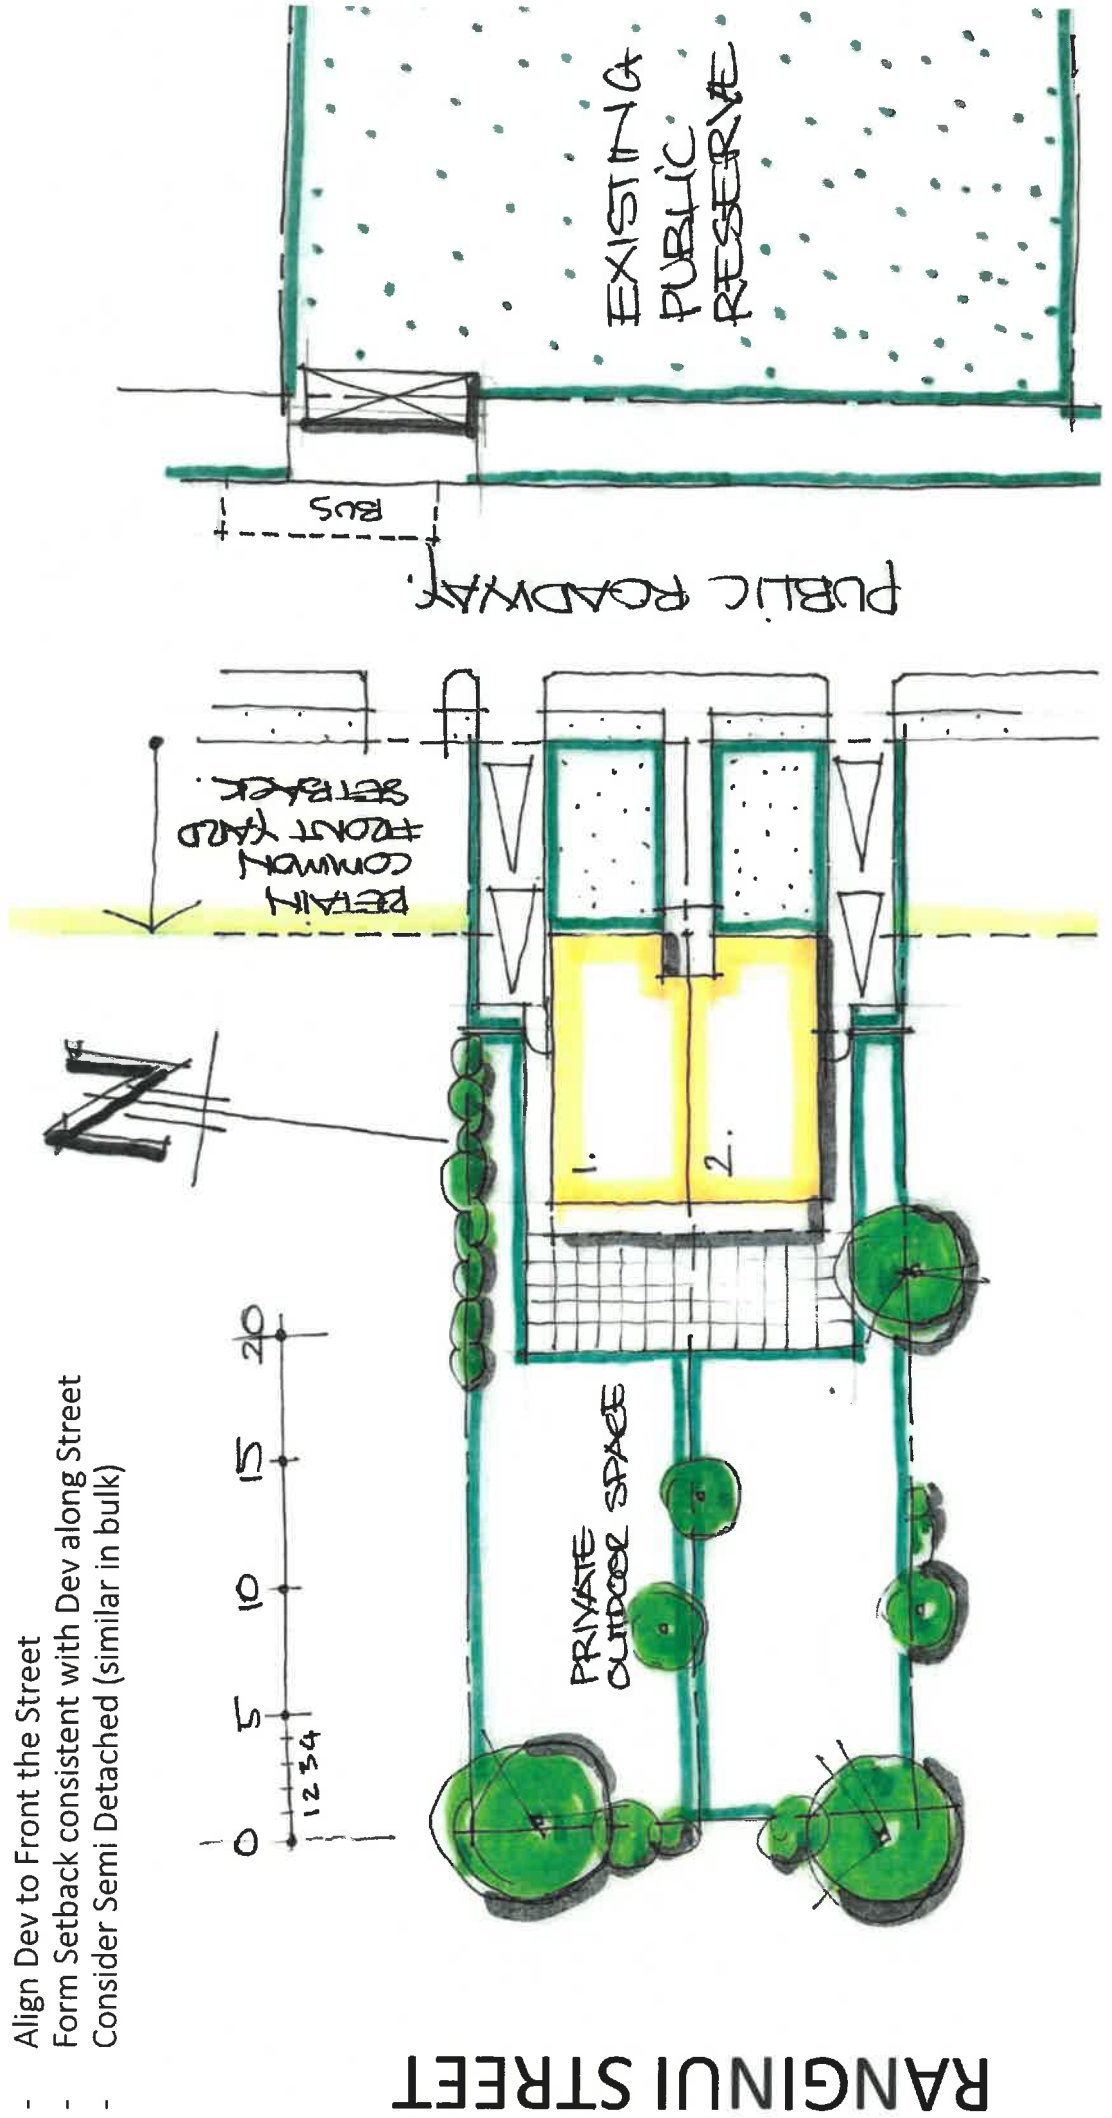 - Align Dev to Front the Street
- Form Setback consistent with Dev along Street
- Consider Semi Detached (similar in bulk)
0
1 2 3 4
5
10
15
20
N
RETAIN
COMMON
FRONT YARD
SETBACK.
BUS
PUBLIC ROADWAY.
EXISTING
PUBLIC
RESERVE
1.
2.
PRIVATE
OUTDOOR SPACE
RANGINUI STREET